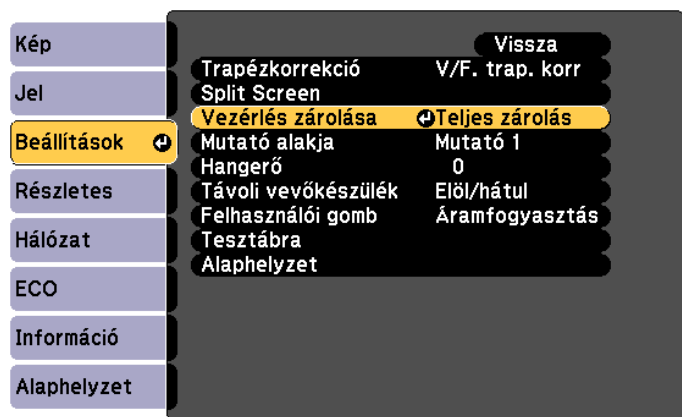 Kép
Jel
Beállítások
Részletes
Hálózat
ECO
Információ
Alaphelyzet
Vissza
Trapézkorrekció V/F. trap. korr
Split Screen
Vezérlés zárolása Teljes zárolás
Mutató alakja Mutató 1
Hangerő 0
Távoli vevőkészülék Elöl/hátul
Felhasználói gomb Áramfogyasztás
Tesztábra
Alaphelyzet